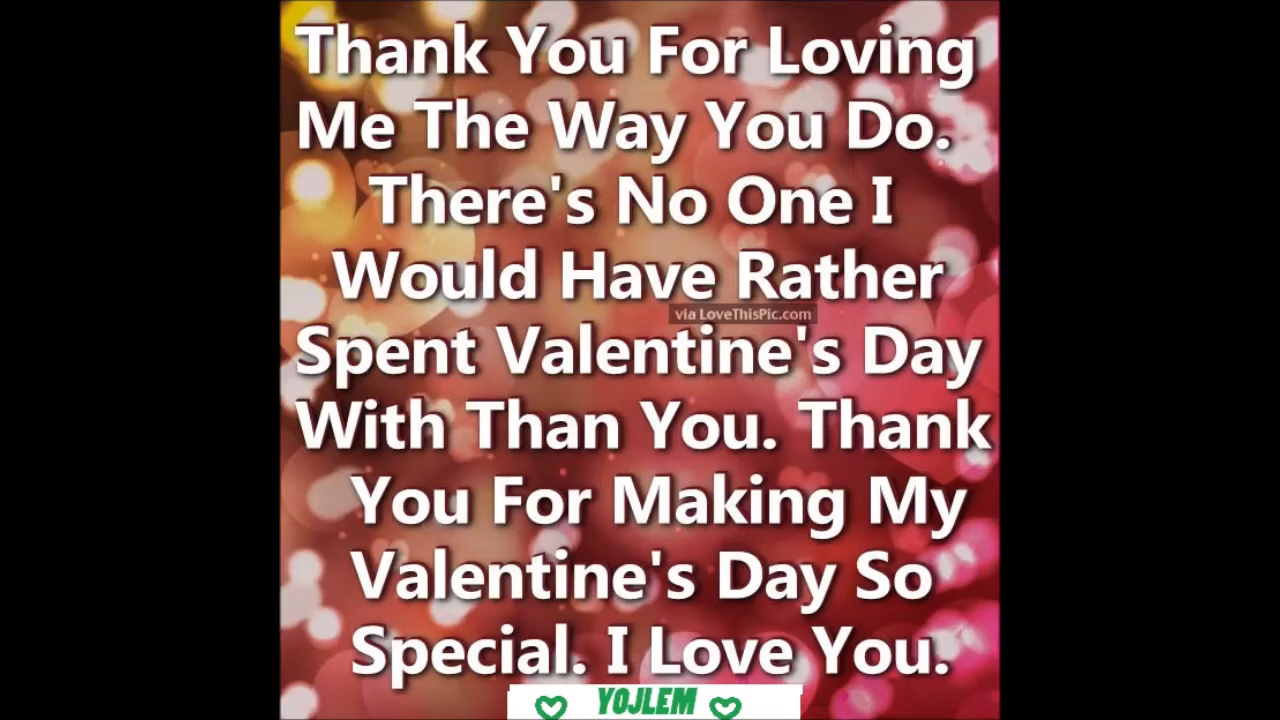 Thank You For Loving
Me The Way You Do.
There's No One I
Would Have Rather
via LoveThisPic.com
Spent Valentine's Day
With Than You. Thank
You For Making My
Valentine's Day So
Special. I Love You.
YOJLEM